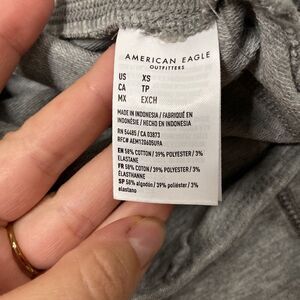 AMERICAN EAGLE
OUTFITTERS
US XS
CA TP
MX EXCH
MADE IN INDONESIA / FABRIQUÉ EN
INDONÉSIE / HECHO EN INDONESIA
RN 54485 / CA 03873
RFC# AEM120605U9A
EN 58% COTTON / 39% POLYESTER / 3%
ELASTANE
FR 58% COTON / 39% POLYESTER / 3%
ÉLASTHANNE
SP 58% algodón / 39% poliéster / 3%
elastano